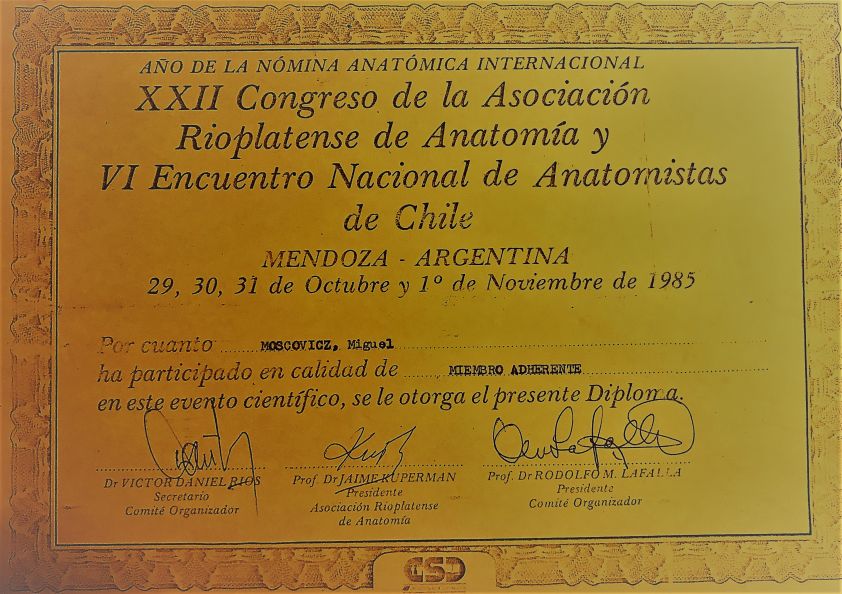 AÑO DE LA NÓMINA ANATÓMICA INTERNACIONAL
XXII Congreso de la Asociación
Rioplatense de Anatomía y
VI Encuentro Nacional de Anatomistas
de Chile
MENDOZA - ARGENTINA
29, 30, 31 de Octubre y 1º de Noviembre de 1985
Por cuanto MOSCOVICZ, Miguel
ha participado en calidad de MIEMBRO ADHERENTE
en este evento científico, se le otorga el presente Diploma.
Dr VICTOR DANIEL RIOS
Secretario
Comité Organizador
Prof. Dr JAIME KUPERMAN
Presidente
Asociación Rioplatense
de Anatomía
Prof. Dr RODOLFO M. LAFALLA
Presidente
Comité Organizador